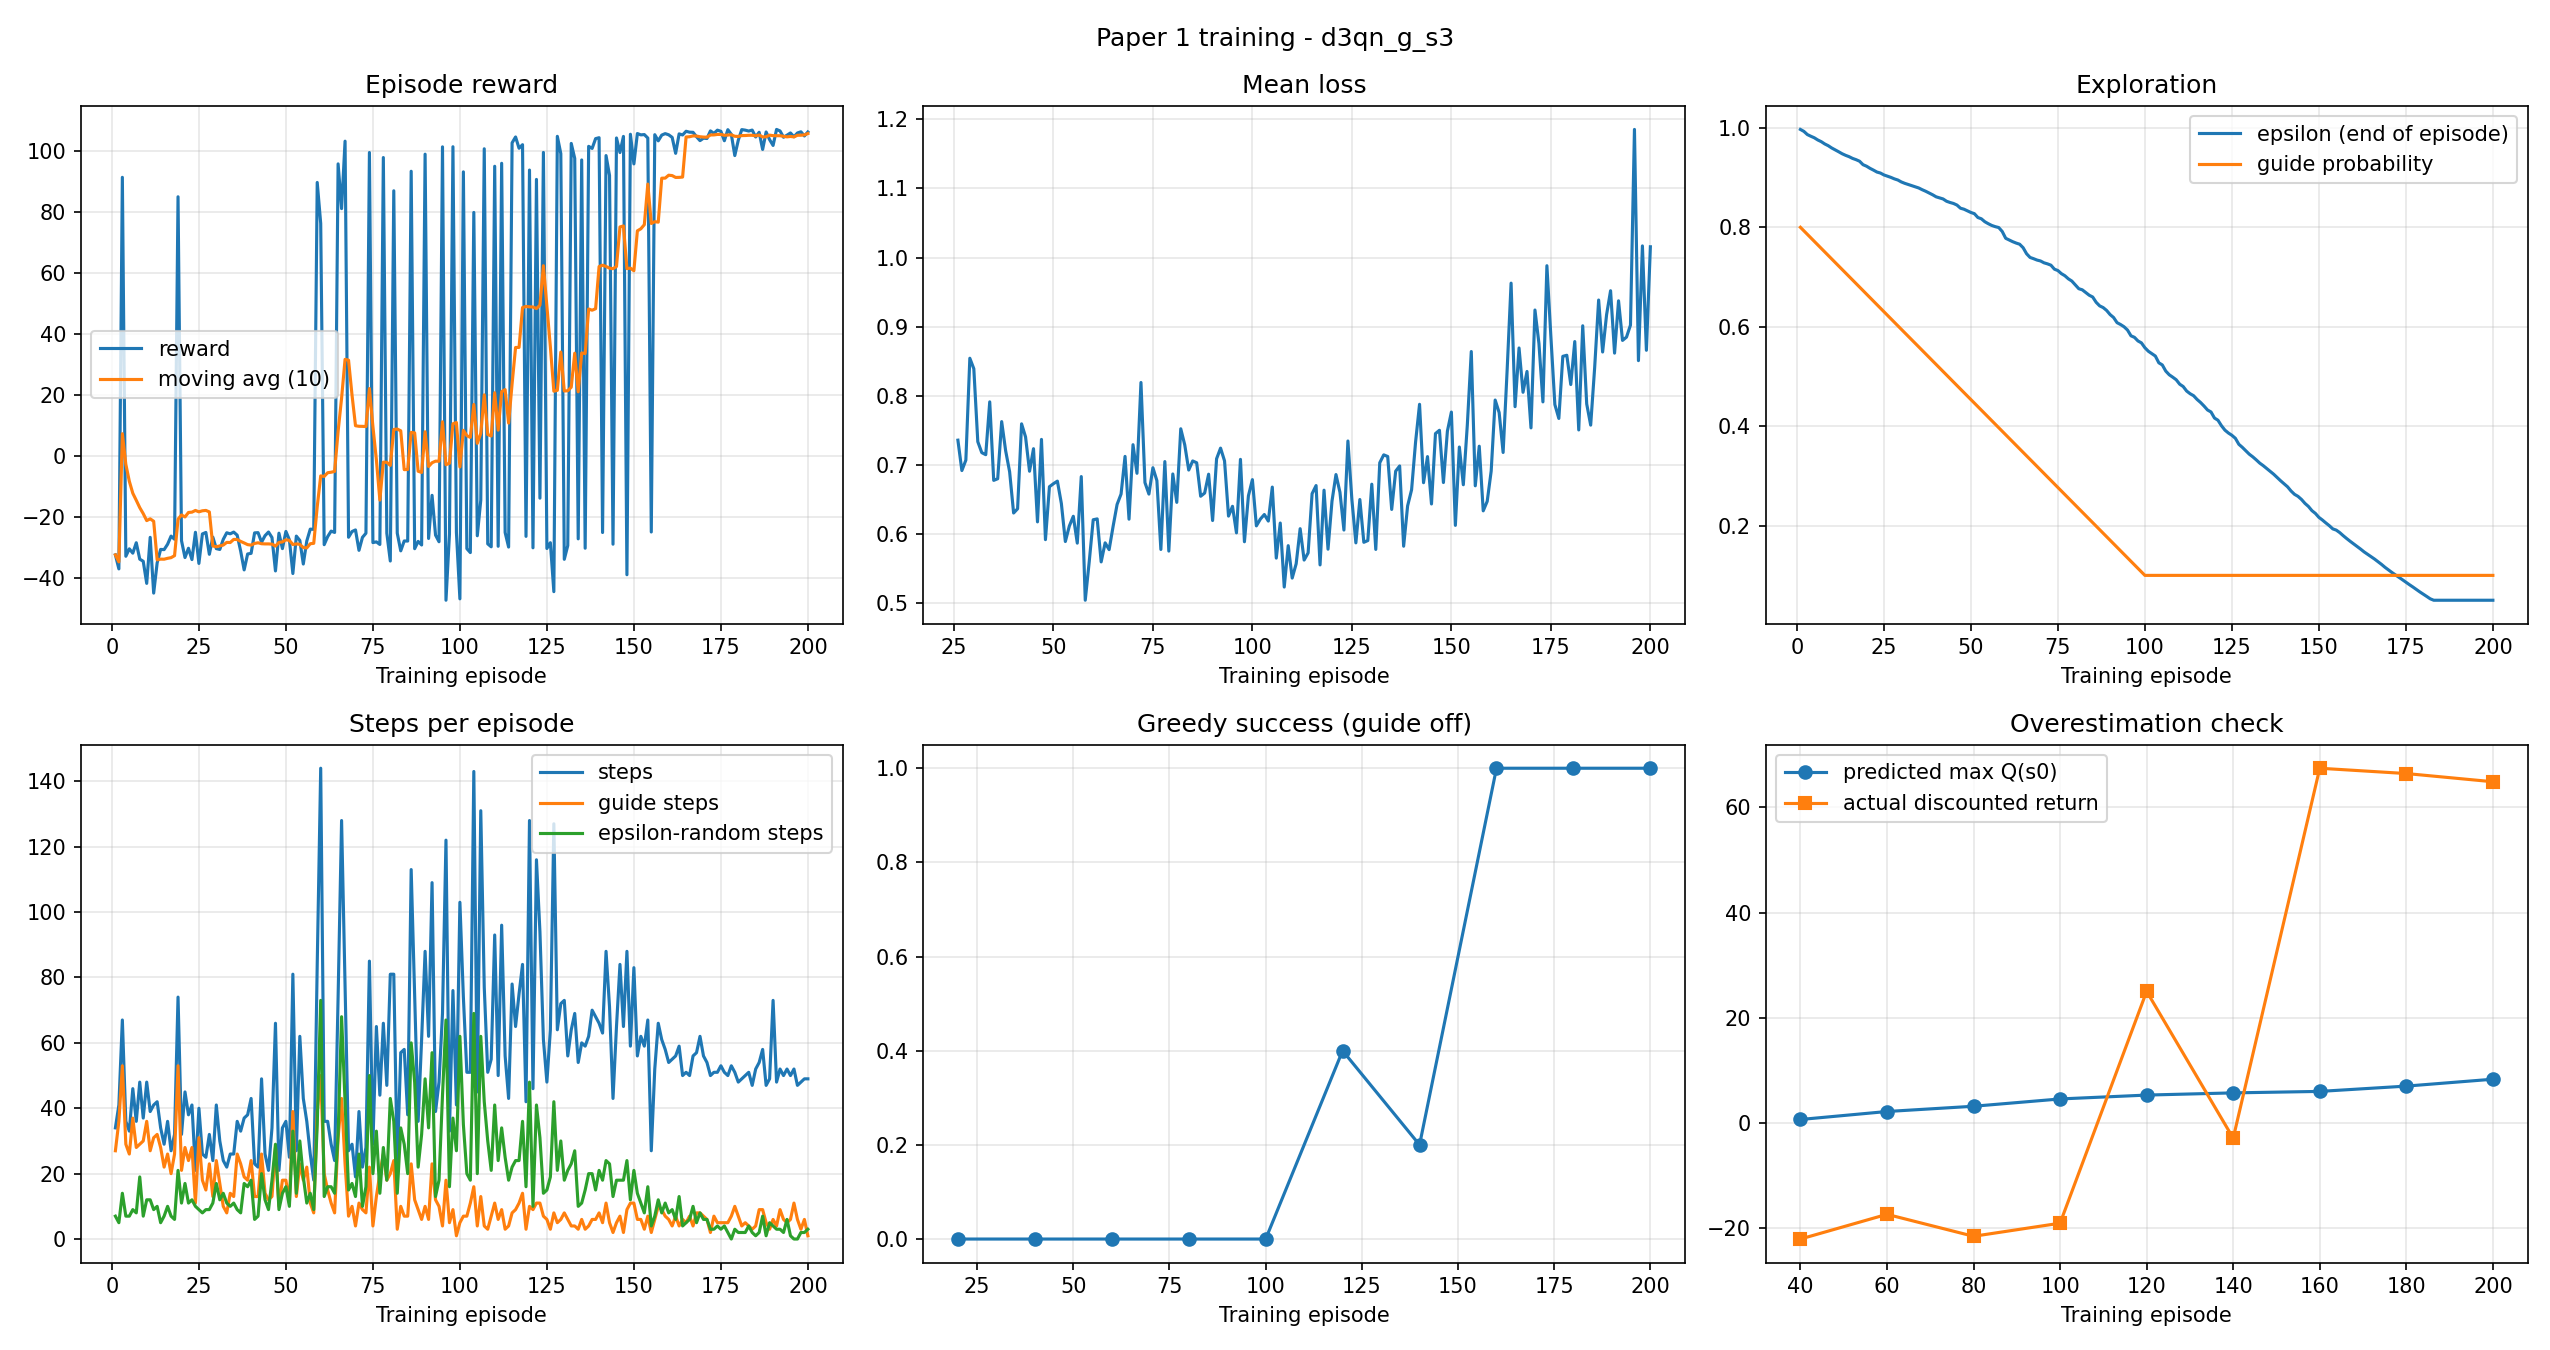 Paper 1 training - d3qn_g_s3
Episode reward
100
80
60
40
20
0
−20
−40
reward
moving avg (10)
0 25 50 75 100 125 150 175 200
Training episode
Mean loss
1.2
1.1
1.0
0.9
0.8
0.7
0.6
0.5
25 50 75 100 125 150 175 200
Training episode
Exploration
1.0
0.8
0.6
0.4
0.2
epsilon (end of episode)
guide probability
0 25 50 75 100 125 150 175 200
Training episode
Steps per episode
140
120
100
80
60
40
20
0
steps
guide steps
epsilon-random steps
0 25 50 75 100 125 150 175 200
Training episode
Greedy success (guide off)
1.0
0.8
0.6
0.4
0.2
0.0
25 50 75 100 125 150 175 200
Training episode
Overestimation check
60
40
20
0
−20
predicted max Q(s0)
actual discounted return
40 60 80 100 120 140 160 180 200
Training episode